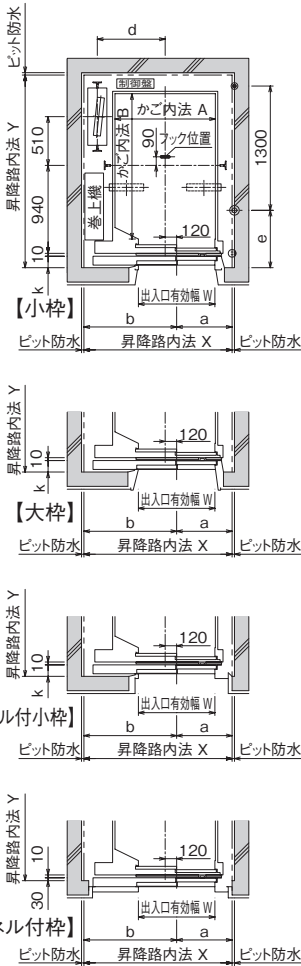 ピット防水
d
制御盤
かご内法 A
かご内法 B
昇降路内法 Y
510
90
フック位置
1300
巻上機
940
120
e
10
k
出入口有効幅 W
【小枠】
b
a
ピット防水
昇降路内法 X
ピット防水
昇降路内法 Y
120
10
k
出入口有効幅 W
【大枠】
b
a
ピット防水
昇降路内法 X
ピット防水
昇降路内法 Y
120
10
k
出入口有効幅 W
ル付小枠】
b
a
ピット防水
昇降路内法 X
ピット防水
昇降路内法 Y
120
10
30
出入口有効幅 W
ネル付枠】
b
a
ピット防水
昇降路内法 X
ピット防水